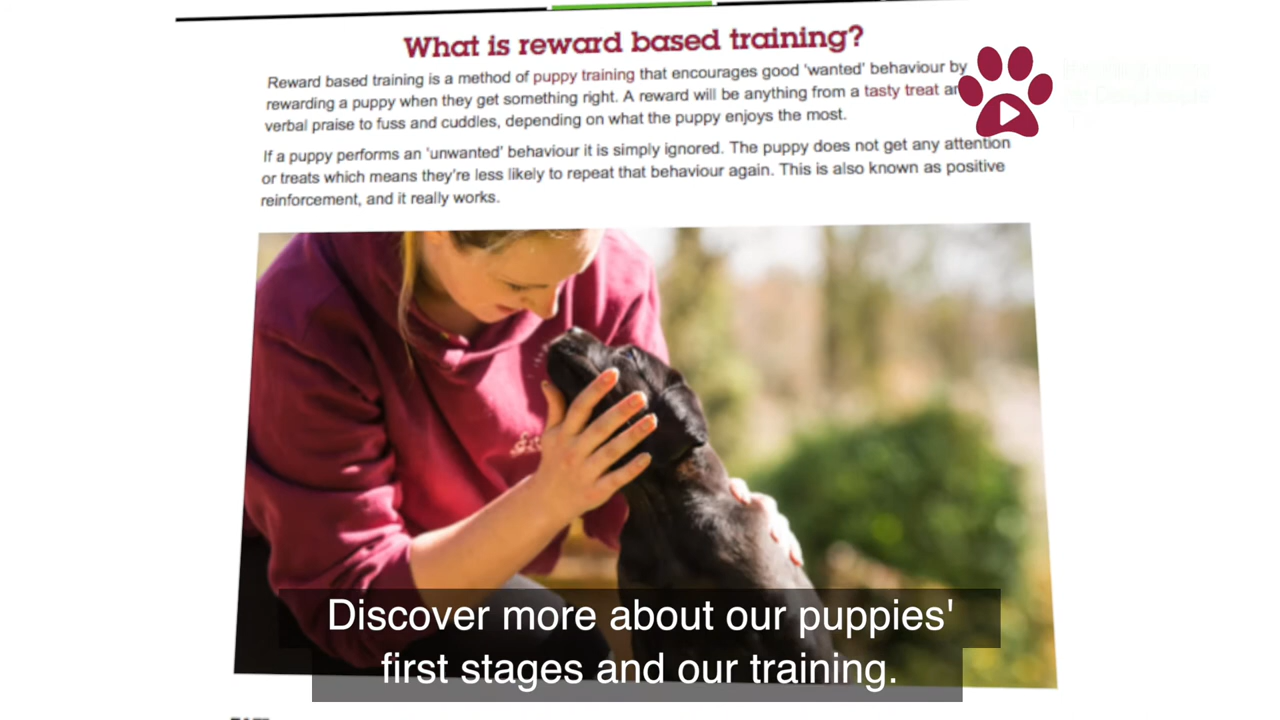 What is reward based training?
Reward based training is a method of puppy training that encourages good 'wanted' behaviour by
rewarding a puppy when they get something right. A reward will be anything from a tasty treat
verbal praise to fuss and cuddles, depending on what the puppy enjoys the most.
If a puppy performs an 'unwanted' behaviour it is simply ignored. The puppy does not get any attention
or treats which means they're less likely to repeat that behaviour again. This is also known as positive
reinforcement, and it really works.
Discover more about our puppies'
first stages and our training.